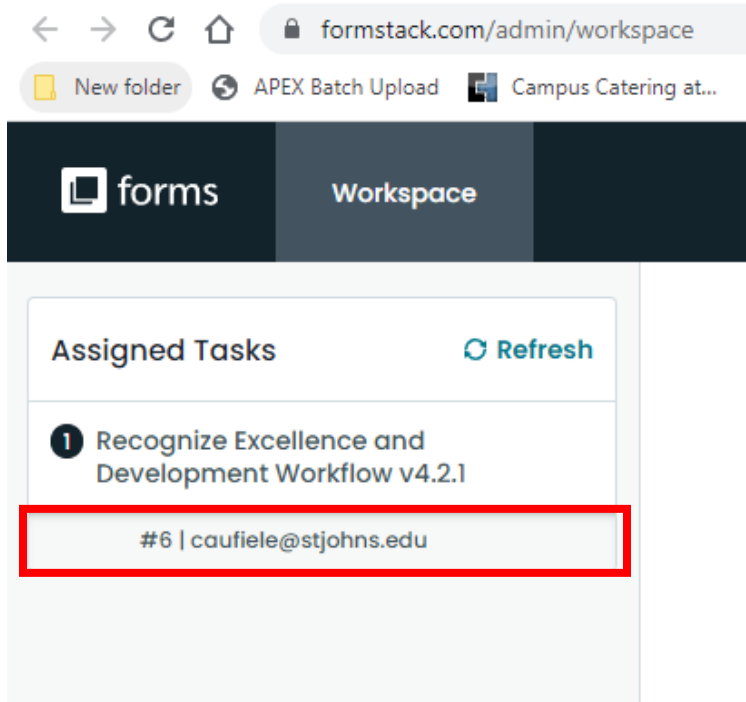 formstack.com/admin/workspace
New folder APEX Batch Upload Campus Catering at...
forms Workspace
Assigned Tasks Refresh
1 Recognize Excellence and
Development Workflow v4.2.1
#6 | caufiele@stjohns.edu